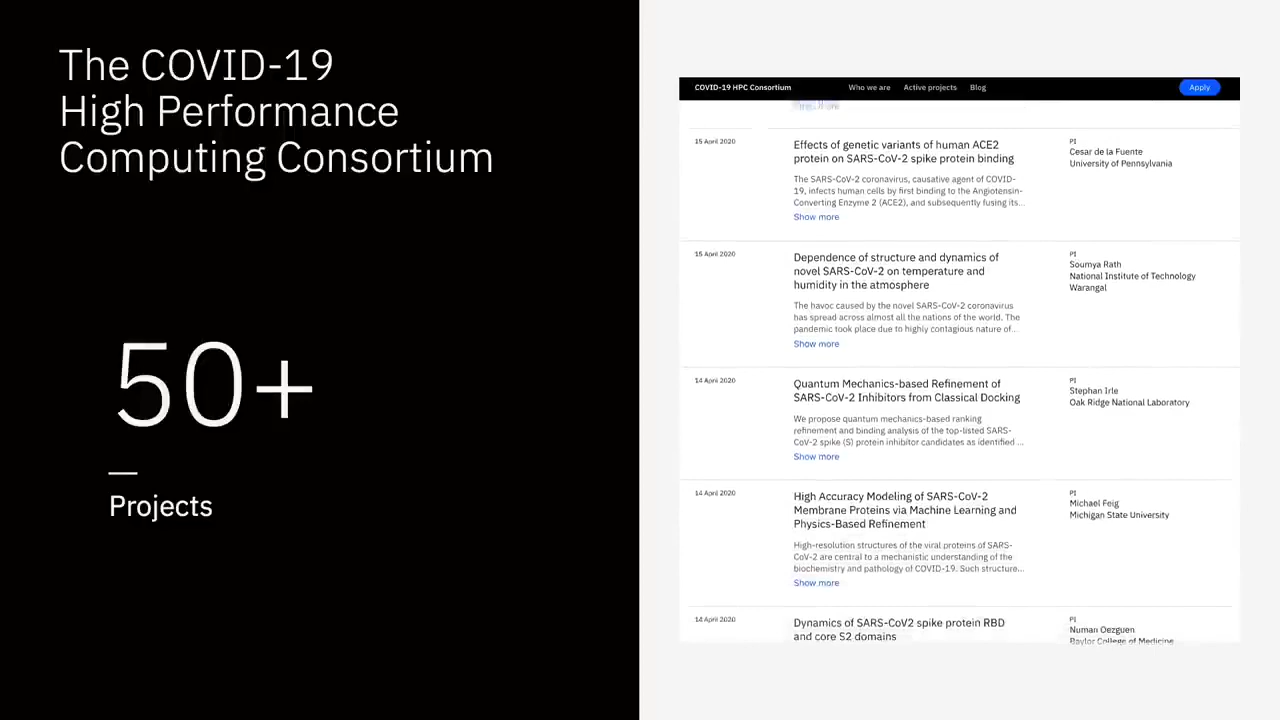 The COVID-19
High Performance
Computing Consortium
50+
Projects
COVID-19 HPC Consortium Who we are Active projects Blog Apply
15 April 2020
Effects of genetic variants of human ACE2
protein on SARS-CoV-2 spike protein binding
The SARS-CoV-2 coronavirus, causative agent of COVID-
19, infects human cells by first binding to the Angiotensin-
Converting Enzyme 2 (ACE2), and subsequently fusing its...
Show more
PI
Cesar de la Fuente
University of Pennsylvania
15 April 2020
Dependence of structure and dynamics of
novel SARS-CoV-2 on temperature and
humidity in the atmosphere
The havoc caused by the novel SARS-CoV-2 coronavirus
has spread across almost all the nations of the world. The
pandemic took place due to highly contagious nature of...
Show more
PI
Soumya Rath
National Institute of Technology
Warangal
14 April 2020
Quantum Mechanics-based Refinement of
SARS-CoV-2 Inhibitors from Classical Docking
We propose quantum mechanics-based ranking
refinement and binding analysis of the top-listed SARS-
CoV-2 spike (S) protein inhibitor candidates as identified ...
Show more
PI
Stephan Irle
Oak Ridge National Laboratory
14 April 2020
High Accuracy Modeling of SARS-CoV-2
Membrane Proteins via Machine Learning and
Physics-Based Refinement
High-resolution structures of the viral proteins of SARS-
CoV-2 are central to a mechanistic understanding of the
biochemistry and pathology of COVID-19. Such structure...
Show more
PI
Michael Feig
Michigan State University
14 April 2020
Dynamics of SARS-CoV2 spike protein RBD
and core S2 domains
PI
Numan Oezguen
Baylor College of Medicine